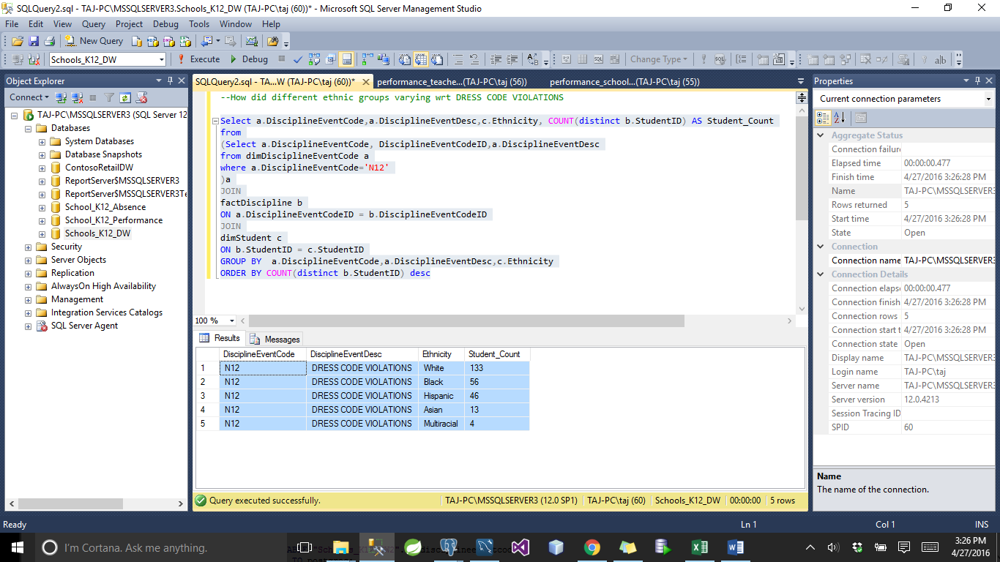 SQLQuery2.sql - TAJ-PC\MSSQLSERVER3.Schools_K12_DW (TAJ-PC\taj (60))* - Microsoft SQL Server Management Studio
File Edit View Query Project Debug Tools Window Help
New Query
Schools_K12_DW Execute Debug Change Type
Object Explorer
Connect
TAJ-PC\MSSQLSERVER3 (SQL Server 12
Databases
System Databases
Database Snapshots
ContosoRetailDW
ReportServer$MSSQLSERVER3
ReportServer$MSSQLSERVER3Te
School_K12_Absence
School_K12_Performance
Schools_K12_DW
Security
Server Objects
Replication
AlwaysOn High Availability
Management
Integration Services Catalogs
SQL Server Agent
SQLQuery2.sql - TA...W (TAJ-PC\taj (60))* performance_teache...(TAJ-PC\taj (56)) performance_school...(TAJ-PC\taj (55))
--How did different ethnic groups varying wrt DRESS CODE VIOLATIONS
Select a.DisciplineEventCode,a.DisciplineEventDesc,c.Ethnicity, COUNT(distinct b.StudentID) AS Student_Count
from
(Select a.DisciplineEventCode, DisciplineEventCodeID,a.DisciplineEventDesc
from dimDisciplineEventCode a
where a.DisciplineEventCode='N12'
)a
JOIN
factDiscipline b
ON a.DisciplineEventCodeID = b.DisciplineEventCodeID
JOIN
dimStudent c
ON b.StudentID = c.StudentID
GROUP BY a.DisciplineEventCode,a.DisciplineEventDesc,c.Ethnicity
ORDER BY COUNT(distinct b.StudentID) desc
100 %
Results Messages
DisciplineEventCode DisciplineEventDesc Ethnicity Student_Count
1 N12 DRESS CODE VIOLATIONS White 133
2 N12 DRESS CODE VIOLATIONS Black 56
3 N12 DRESS CODE VIOLATIONS Hispanic 46
4 N12 DRESS CODE VIOLATIONS Asian 13
5 N12 DRESS CODE VIOLATIONS Multiracial 4
Query executed successfully. TAJ-PC\MSSQLSERVER3 (12.0 SP1) TAJ-PC\taj (60) Schools_K12_DW 00:00:00 5 rows
Properties
Current connection parameters
Aggregate Status
Connection failure
Elapsed time 00:00:00.477
Finish time 4/27/2016 3:26:28 PM
Name TAJ-PC\MSSQLSERVER3
Rows returned 5
Start time 4/27/2016 3:26:28 PM
State Open
Connection
Connection name TAJ-PC\MSSQLSERVER3
Connection Details
Connection elaps 00:00:00.477
Connection finish 4/27/2016 3:26:28 PM
Connection rows 5
Connection start t 4/27/2016 3:26:28 PM
Connection state Open
Display name TAJ-PC\MSSQLSERVER3
Login name TAJ-PC\taj
Server name TAJ-PC\MSSQLSERVER3
Server version 12.0.4213
Session Tracing ID
SPID 60
Name
The name of the connection.
Ready Ln 1 Col 1 INS
I'm Cortana. Ask me anything.
3:26 PM
4/27/2016